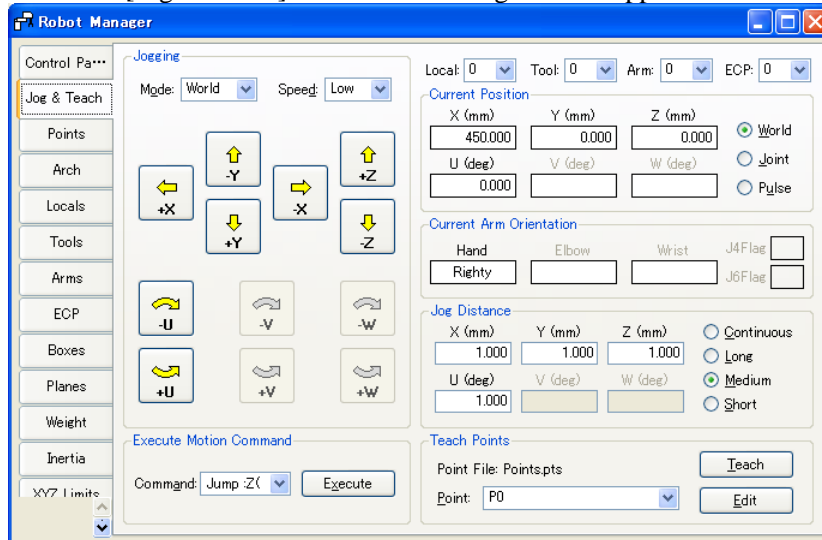 Robot Manager
Control Pa···
Jog & Teach
Points
Arch
Locals
Tools
Arms
ECP
Boxes
Planes
Weight
Inertia
XYZ Limits
Jogging
Mode: World Speed: Low
-Y
+Z
+X
-X
+Y
-Z
-U -V -W
+U +V +W
Execute Motion Command
Command: Jump :Z( Execute
Local: 0 Tool: 0 Arm: 0 ECP: 0
Current Position
X (mm) Y (mm) Z (mm)
450.000 0.000 0.000
World
U (deg) V (deg) W (deg)
Joint
0.000
Pulse
Current Arm Orientation
Hand Elbow Wrist J4Flag
Righty
J6Flag
Jog Distance
X (mm) Y (mm) Z (mm) Continuous
1.000 1.000 1.000
Long
U (deg) V (deg) W (deg) Medium
1.000
Short
Teach Points
Point File: Points.pts Teach
Point: P0 Edit